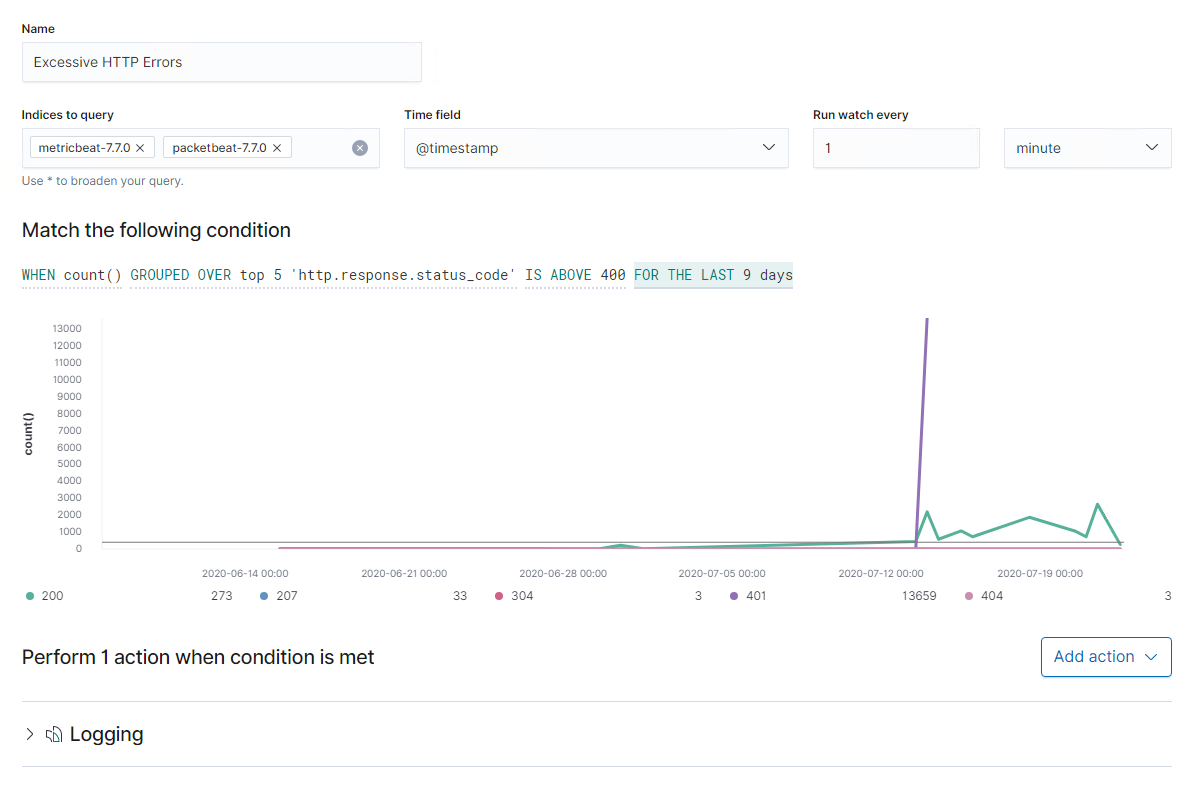 Name
Excessive HTTP Errors
Indices to query
Time field
Run watch every
metricbeat-7.7.0
packetbeat-7.7.0
@timestamp
1
minute
Use * to broaden your query.
Match the following condition
WHEN count() GROUPED OVER top 5 'http.response.status_code' IS ABOVE 400 FOR THE LAST 9 days
count()
13000
12000
11000
10000
9000
8000
7000
6000
5000
4000
3000
2000
1000
0
2020-06-14 00:00
2020-06-21 00:00
2020-06-28 00:00
2020-07-05 00:00
2020-07-12 00:00
2020-07-19 00:00
200 273
207 33
304 3
401 13659
404 3
Perform 1 action when condition is met
Add action
Logging